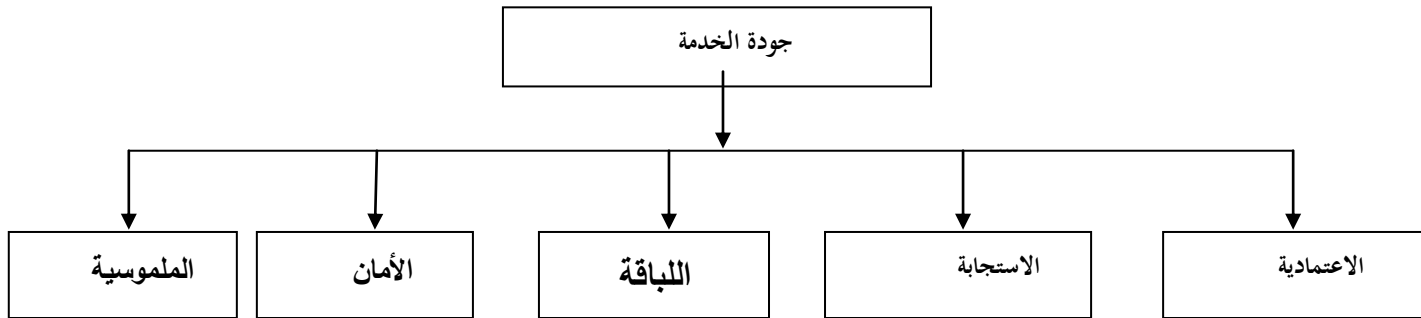 جودة الخدمة
الاعتمادية
الاستجابة
اللباقة
الأمان
الملموسية